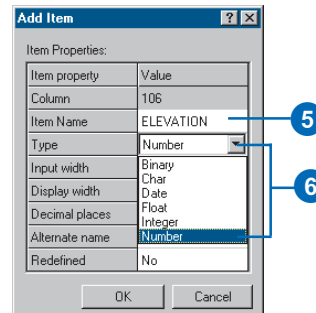 Add Item
Item Properties:
Item property Value
Column 106
Item Name ELEVATION 5
Type Number
Input width Binary
Char
Display width Date
Float 6
Decimal places Integer
Alternate name Number
Redefined No
OK Cancel